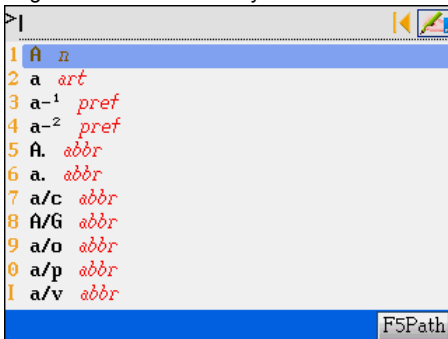 >
1 A n
2 a art
3 a-¹ pref
4 a-² pref
5 A. abbr
6 a. abbr
7 a/c abbr
8 A/G abbr
9 a/o abbr
0 a/p abbr
I a/v abbr
F5Path